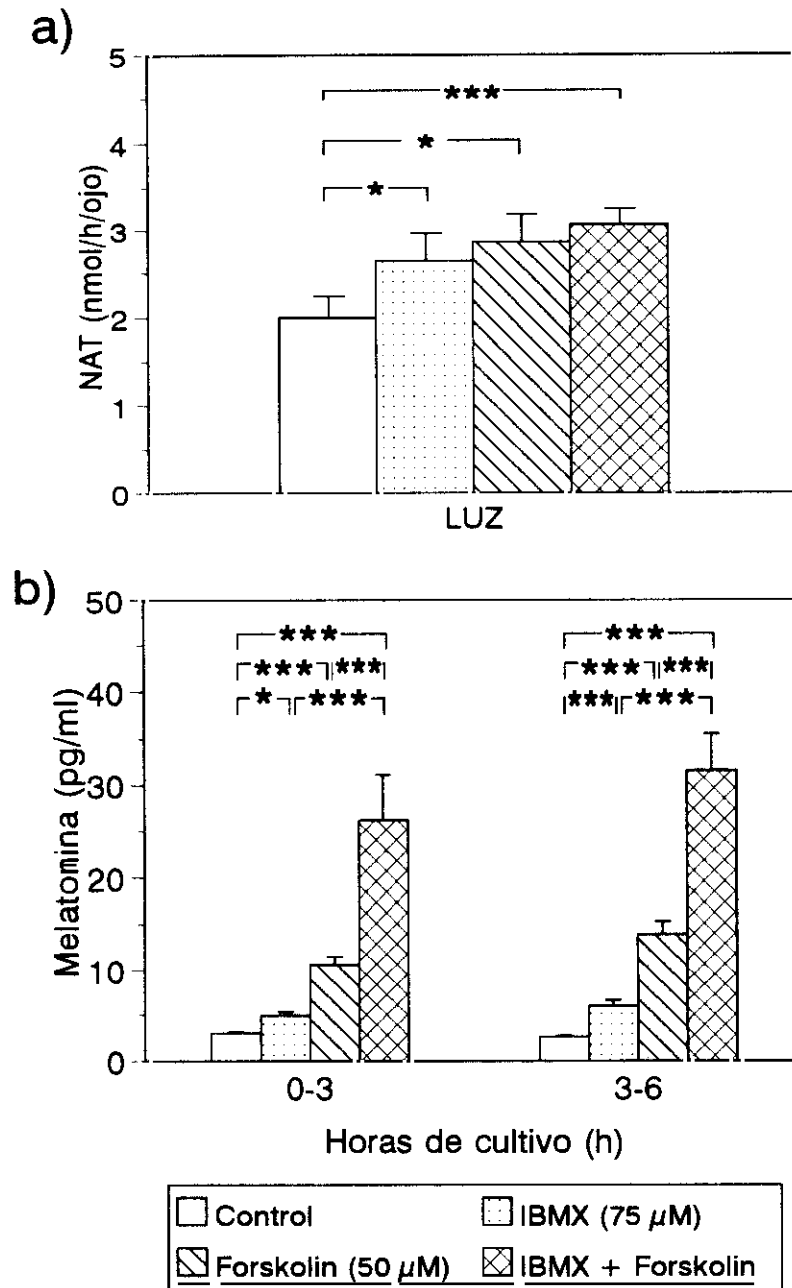 a)
5
4
3
2
1
0
NAT (nmol/h/ojo)
***
*
*
LUZ
b)
50
40
30
20
10
0
Melatomina (pg/ml)
*** ***
*** *** *** ***
* *** *** ***
0-3 3-6
Horas de cultivo (h)
Control IBMX (75 µM)
Forskolin (50 µM) IBMX + Forskolin